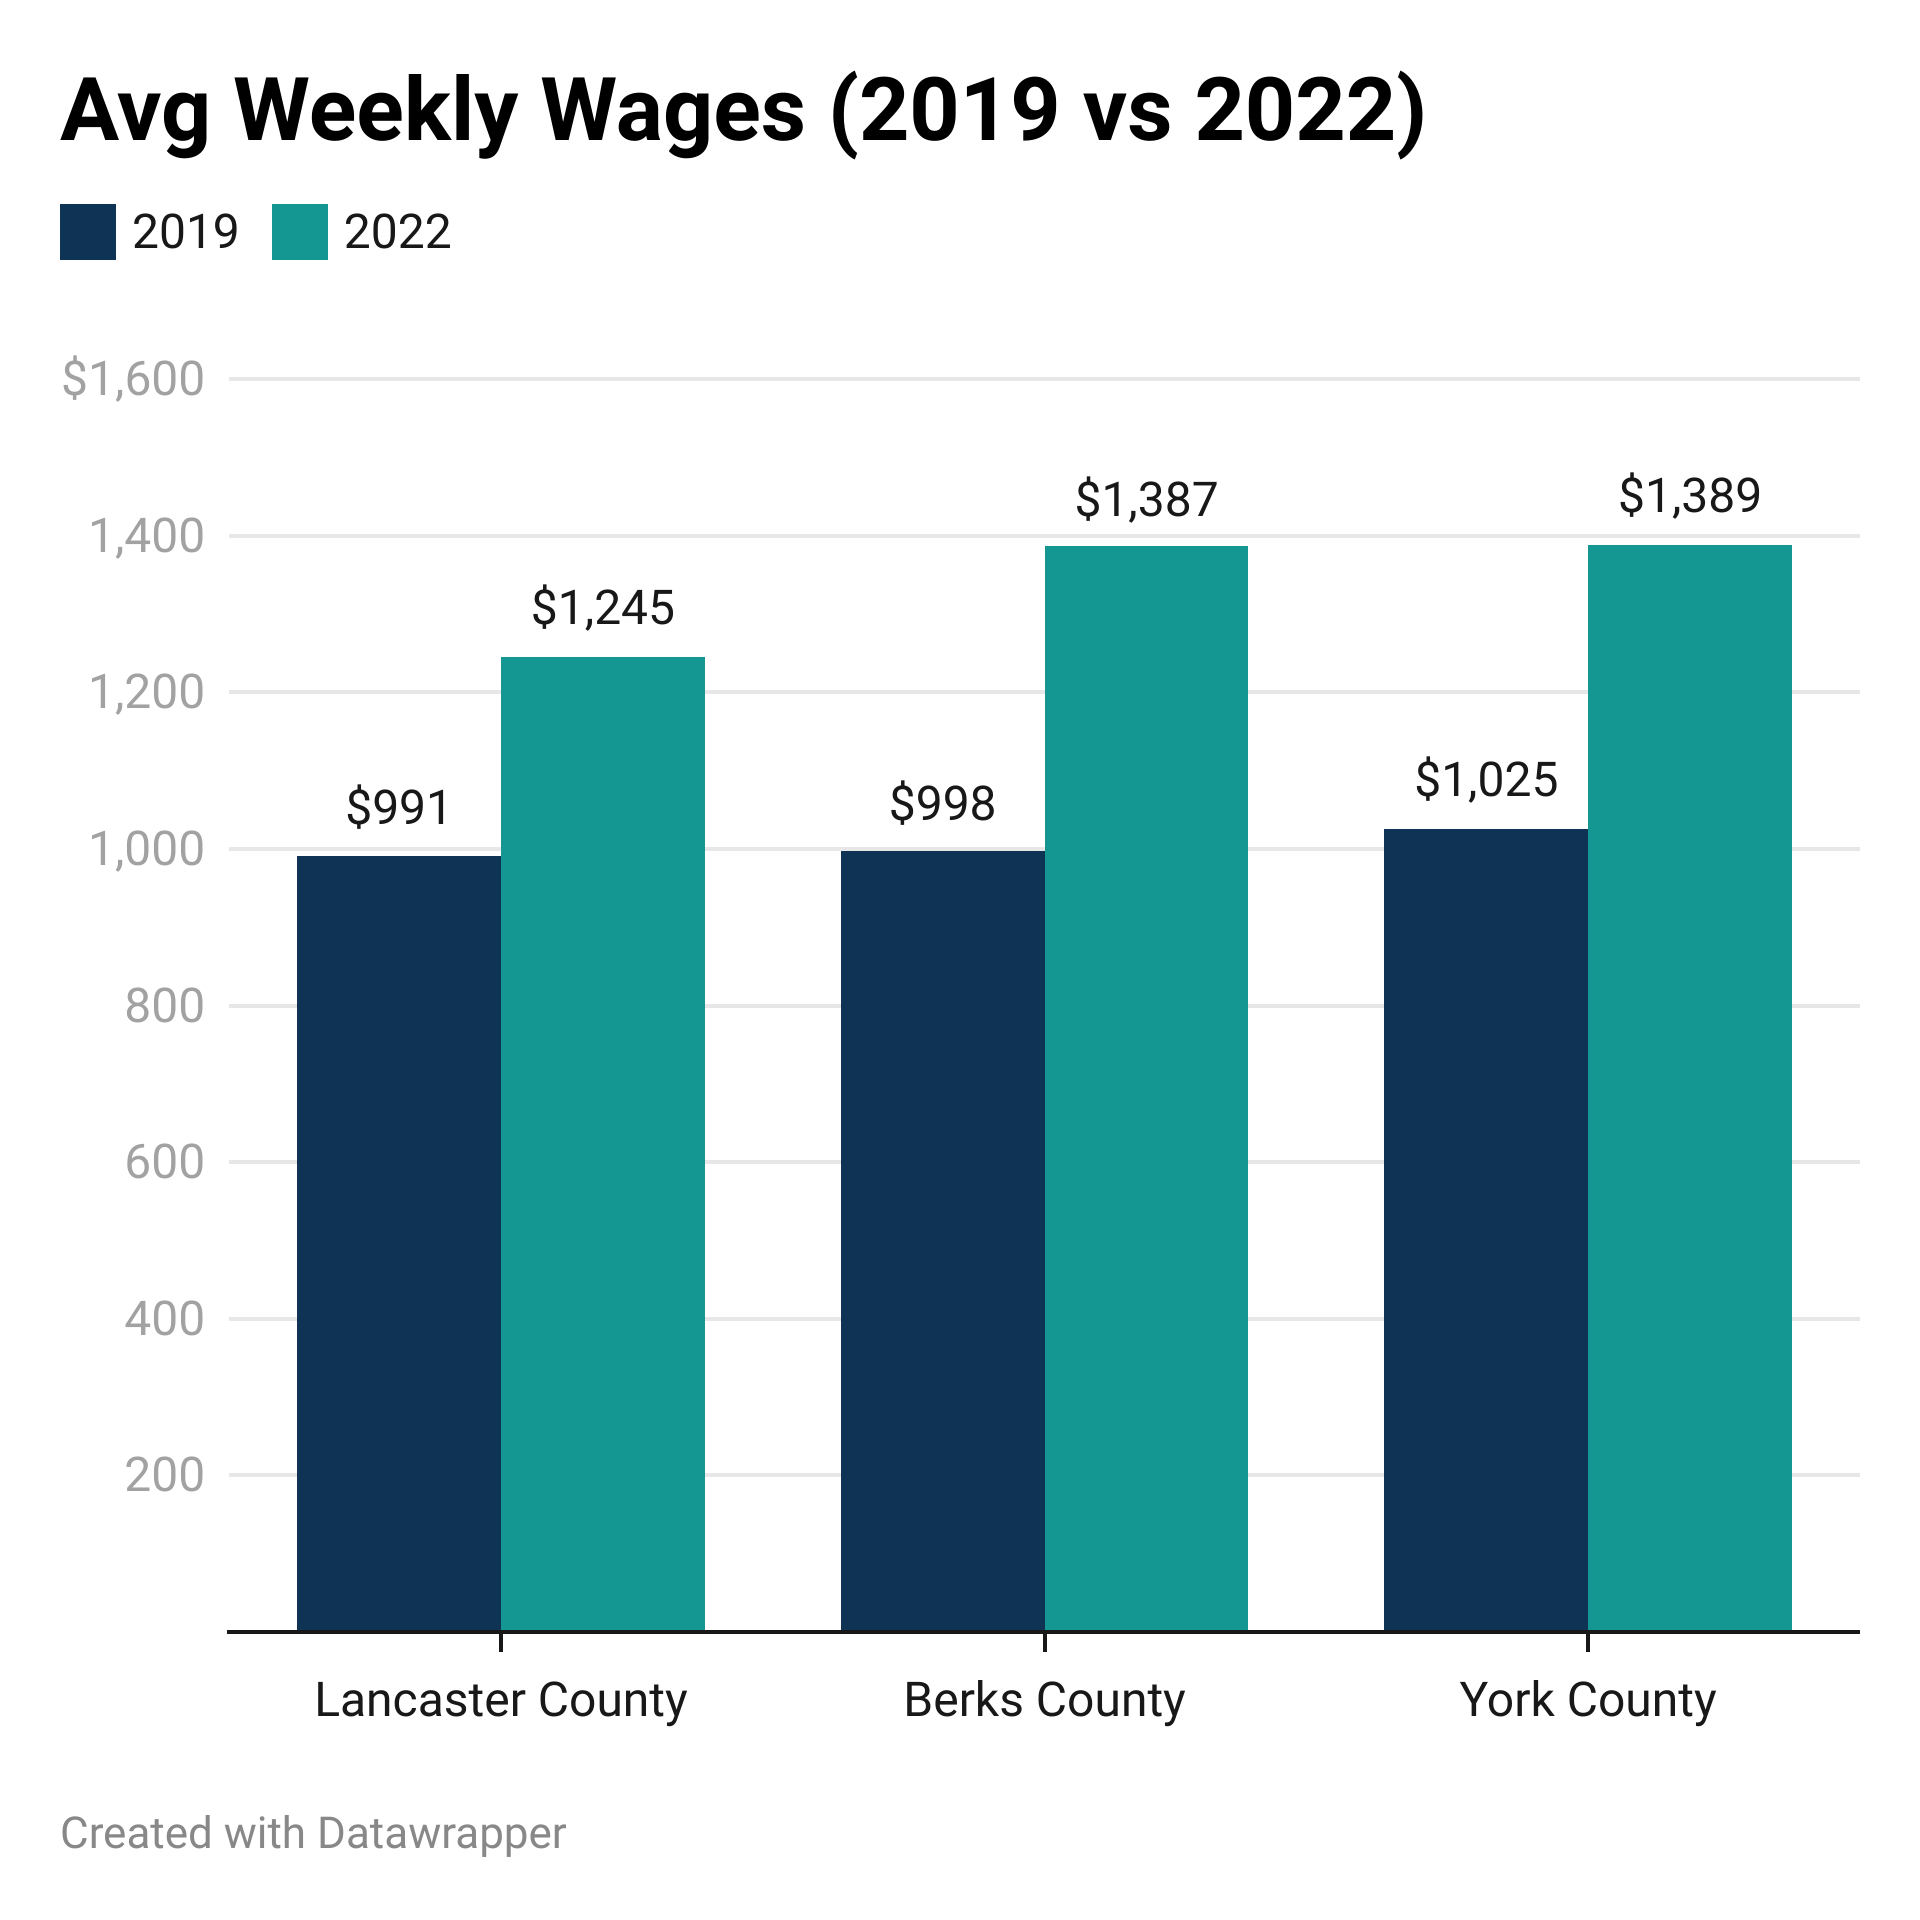 Avg Weekly Wages (2019 vs 2022)
2019 2022
$1,600
$1,387 $1,389
1,400
$1,245
1,200
$991 $998 $1,025
1,000
800
600
400
200
Lancaster County Berks County York County
Created with Datawrapper